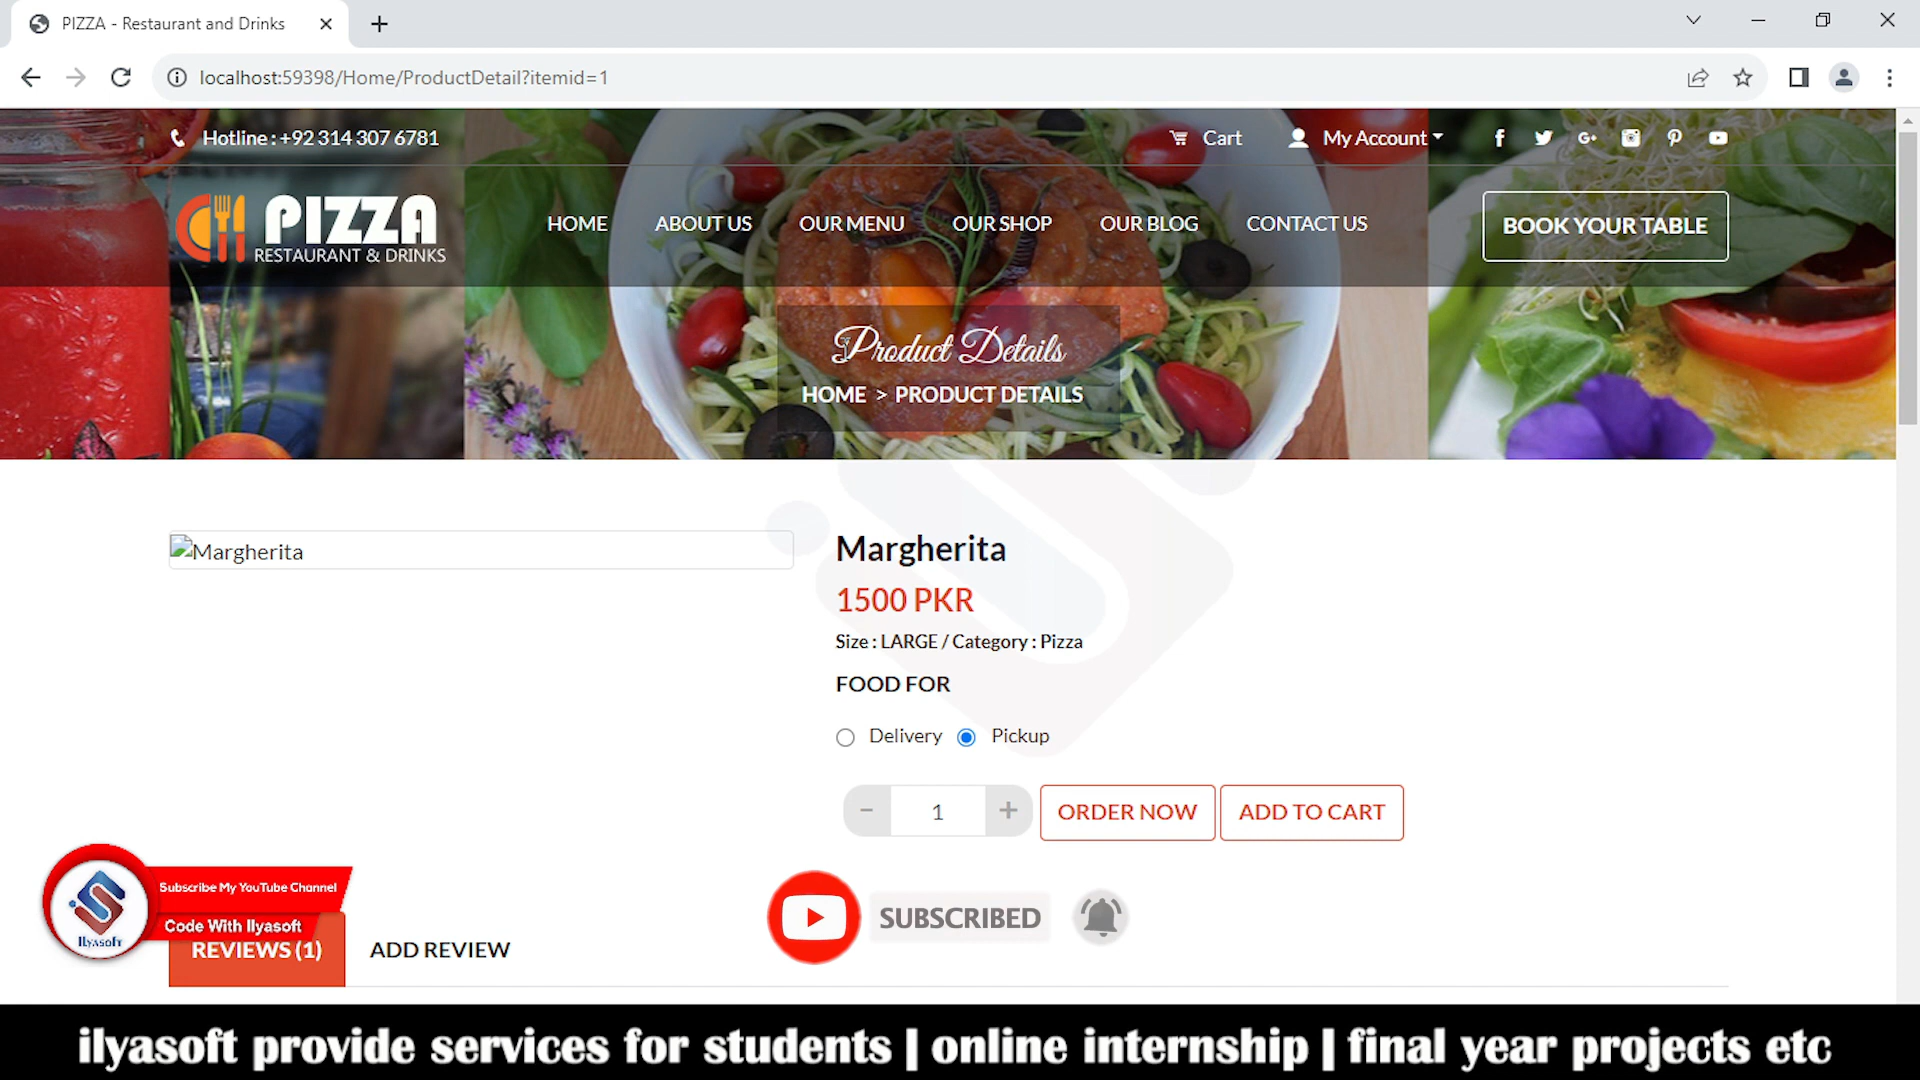 PIZZA - Restaurant and Drinks
localhost:59398/Home/ProductDetail?itemid=1
Hotline : +92 314 307 6781
Cart
My Account
PIZZA
RESTAURANT & DRINKS
HOME
ABOUT US
OUR MENU
OUR SHOP
OUR BLOG
CONTACT US
BOOK YOUR TABLE
Product Details
HOME > PRODUCT DETAILS
Margherita
Margherita
1500 PKR
Size : LARGE / Category : Pizza
FOOD FOR
Delivery
Pickup
- 1 +
ORDER NOW
ADD TO CART
Subscribe My YouTube Channel
Code With Ilyasoft
Ilyasoft
SUBSCRIBED
REVIEWS (1)
ADD REVIEW
ilyasoft provide services for students | online internship | final year projects etc